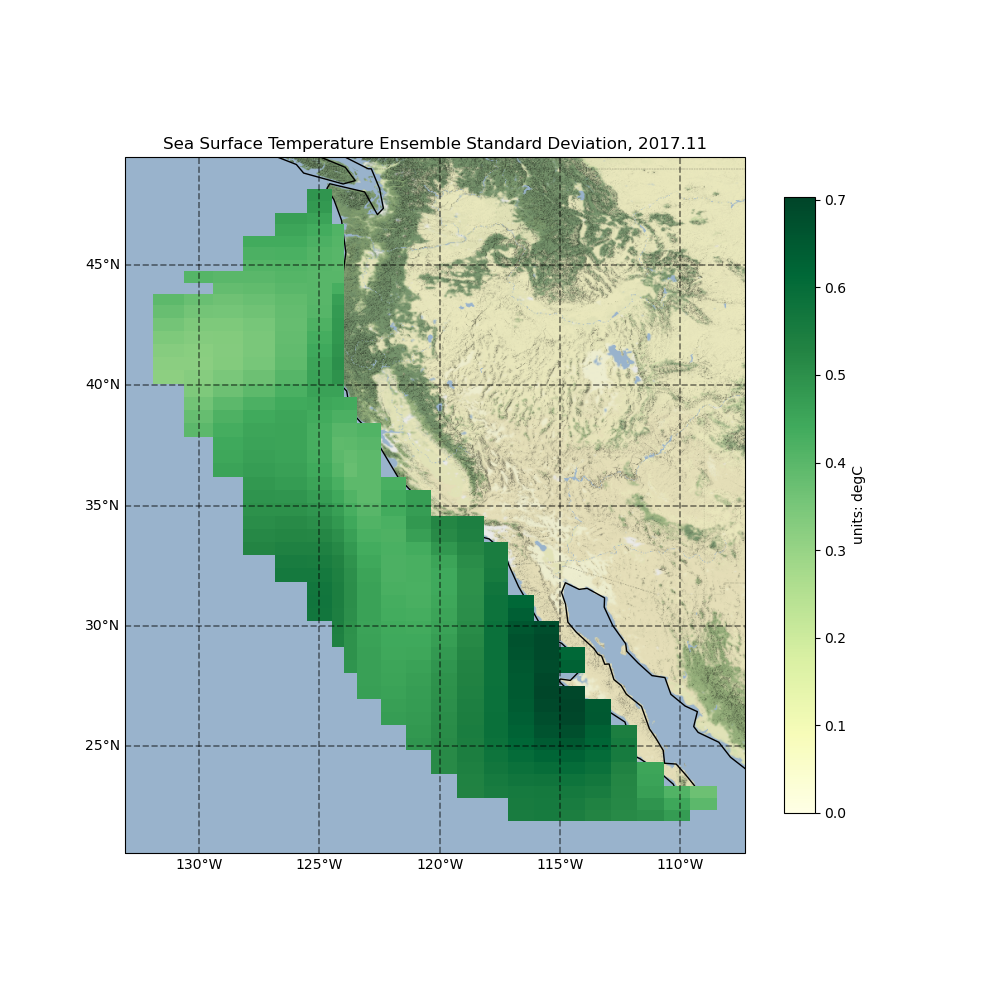 Sea Surface Temperature Ensemble Standard Deviation, 2017.11
45°N
40°N
35°N
30°N
25°N
130°W
125°W
120°W
115°W
110°W
0.7
0.6
0.5
0.4
0.3
0.2
0.1
0.0
units: degC